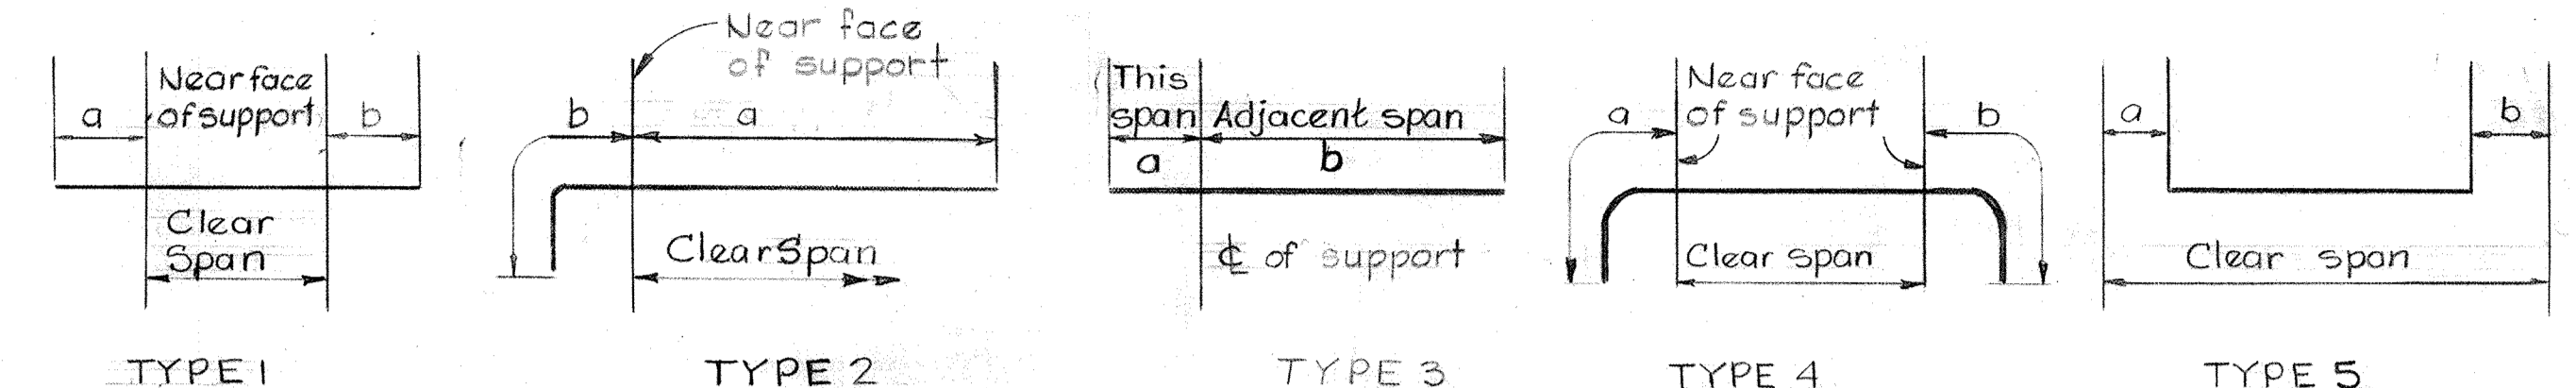 a
Near face
of support
b
Clear
Span
TYPE 1
Near face
of support
b
a
Clear Span
TYPE 2
This
span
Adjacent span
a
b
℄ of support
TYPE 3
a
Near face
of support
b
Clear span
TYPE 4
a
b
Clear span
TYPE 5